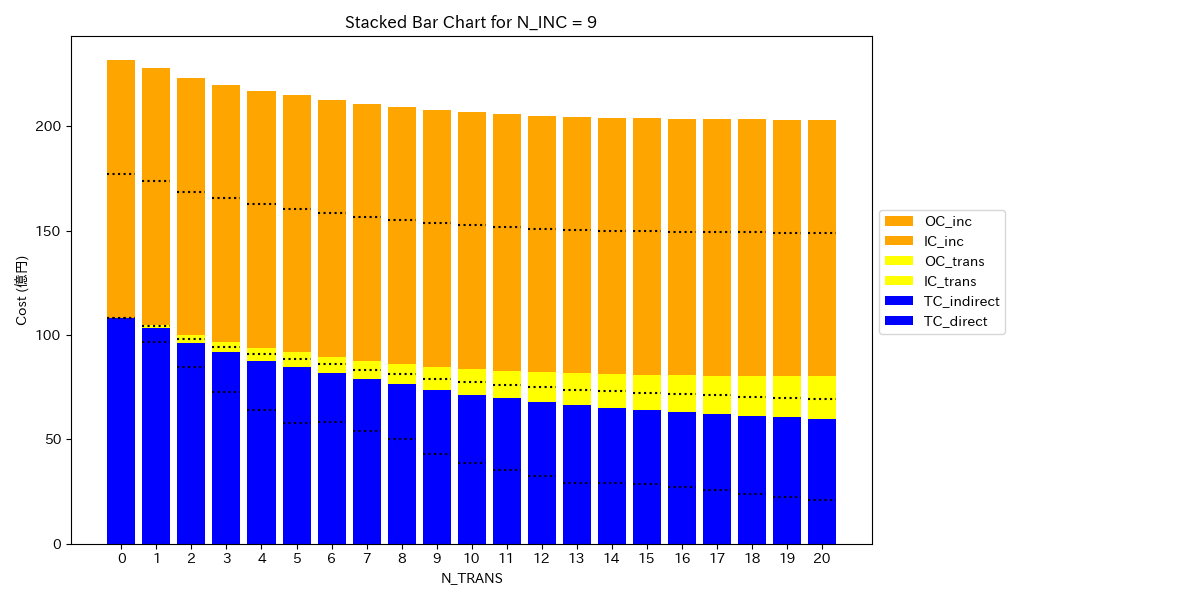 Stacked Bar Chart for N_INC = 9
Cost (億円)
200
150
100
50
0
0 1 2 3 4 5 6 7 8 9 10 11 12 13 14 15 16 17 18 19 20
N_TRANS
OC_inc
IC_inc
OC_trans
IC_trans
TC_indirect
TC_direct